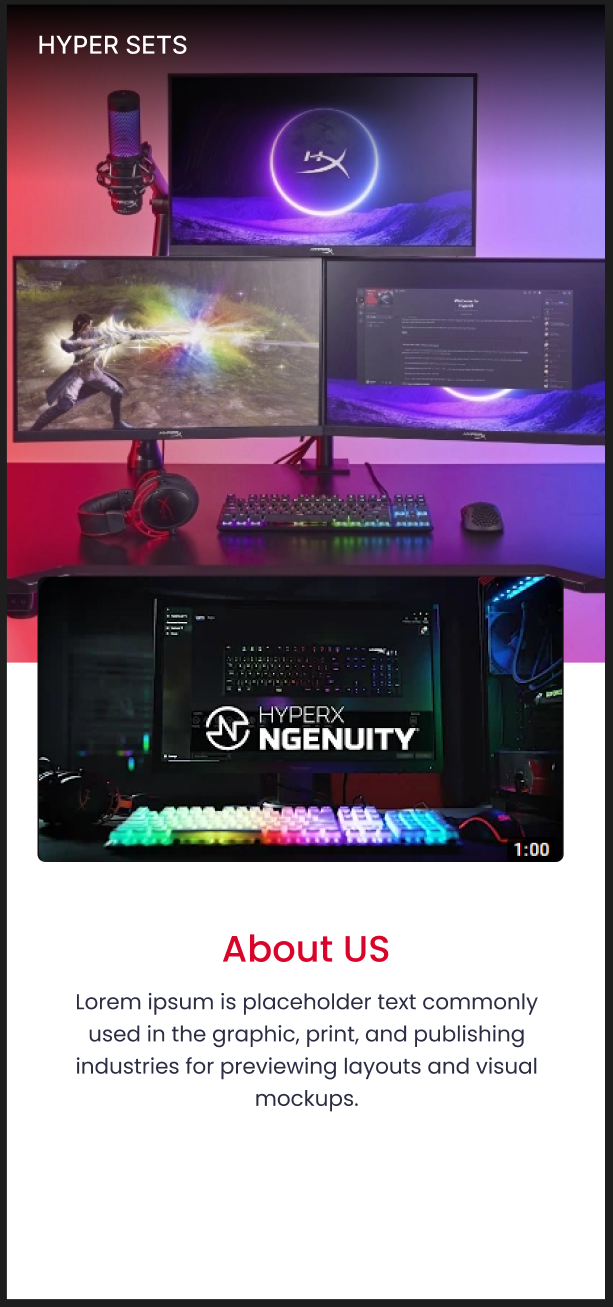 HYPER SETS
HYPERX
NGENUITY
1:00
About US
Lorem ipsum is placeholder text commonly
used in the graphic, print, and publishing
industries for previewing layouts and visual
mockups.